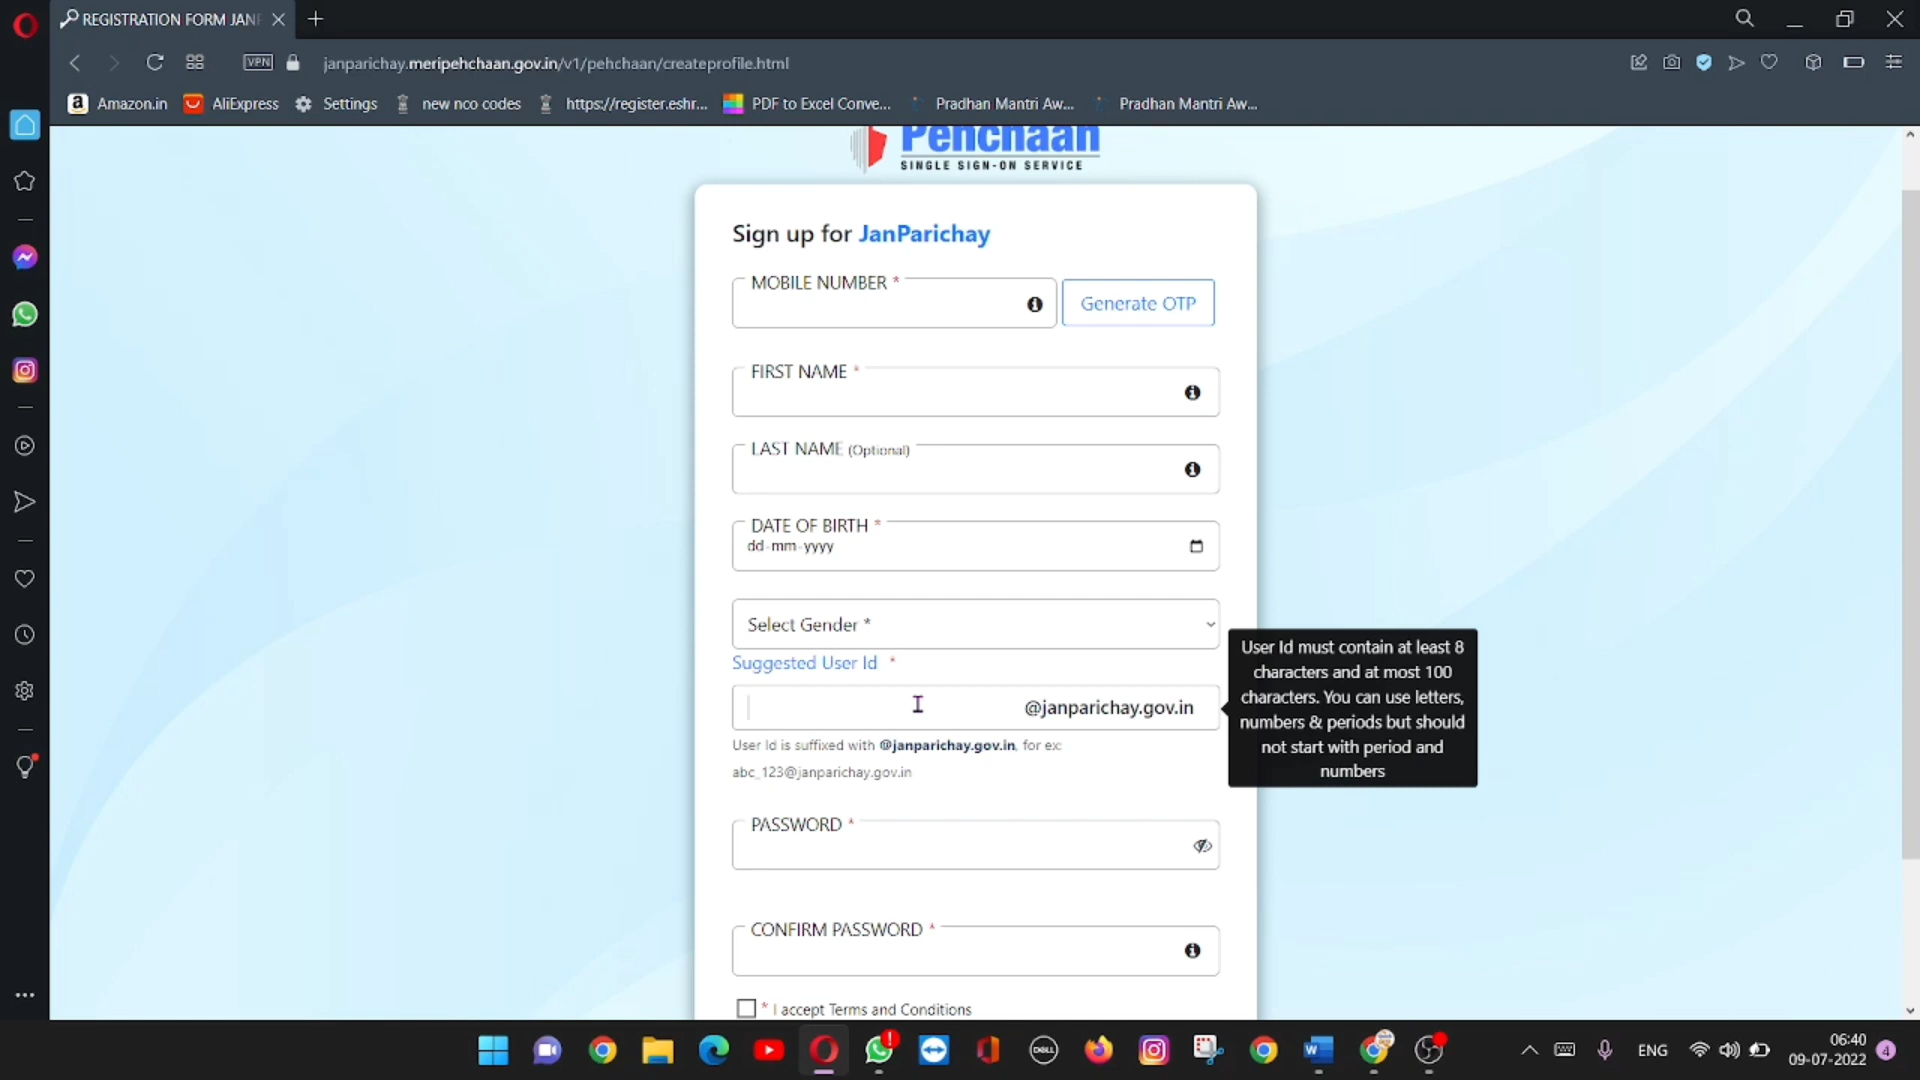 REGISTRATION FORM JAN
VPN
janparichay.meripehchaan.gov.in/v1/pehchaan/createprofile.html
Amazon.in
AliExpress
Settings
new nco codes
https://register.eshr...
PDF to Excel Conve...
Pradhan Mantri Aw...
Pradhan Mantri Aw...
Pehchaan
SINGLE SIGN-ON SERVICE
Sign up for JanParichay
MOBILE NUMBER *
Generate OTP
FIRST NAME *
LAST NAME (Optional)
DATE OF BIRTH *
dd-mm-yyyy
Select Gender *
Suggested User Id *
@janparichay.gov.in
User Id must contain at least 8
characters and at most 100
characters. You can use letters,
numbers & periods but should
not start with period and
numbers
User Id is suffixed with @janparichay.gov.in, for ex:
abc_123@janparichay.gov.in
PASSWORD *
CONFIRM PASSWORD *
* I accept Terms and Conditions
DELL
ENG
06:40
09-07-2022
4